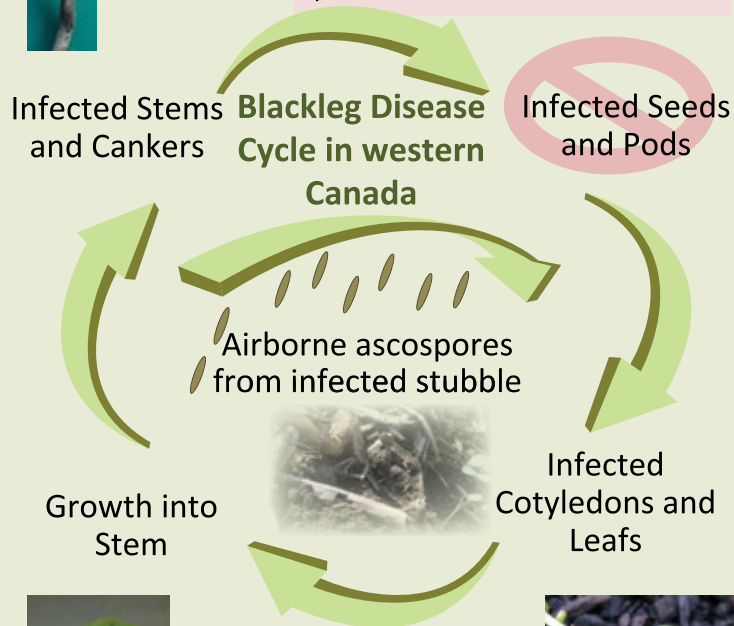 Infected Stems
and Cankers
Blackleg Disease
Cycle in western
Canada
Infected Seeds
and Pods
Airborne ascospores
from infected stubble
Infected
Cotyledons and
Leafs
Growth into
Stem